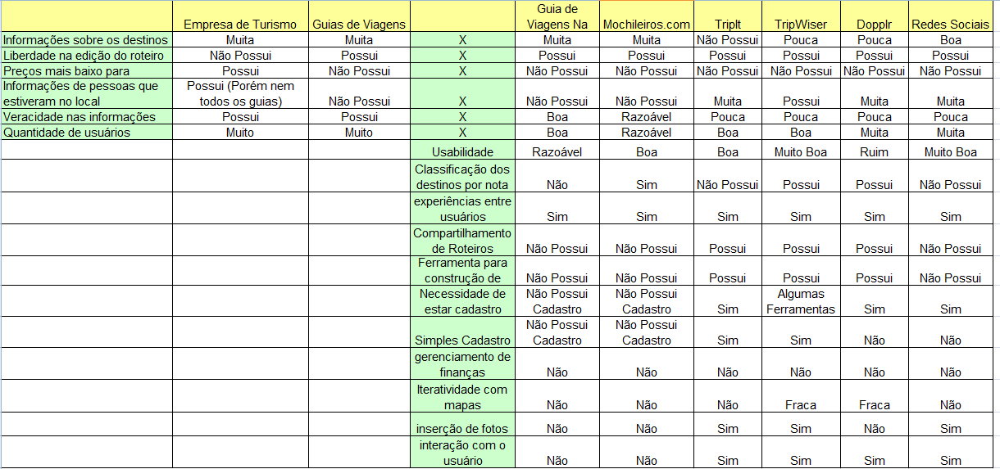 Empresa de Turismo Guias de Viagens Guia de Viagens Na Mochileiros.com TripIt TripWiser Dopplr Redes Sociais
Informações sobre os destinos Muita Muita X Muita Muita Não Possui Pouca Pouca Boa
Liberdade na edição do roteiro Não Possui Possui X Possui Possui Possui Possui Possui Possui
Preços mais baixo para Possui Não Possui X Não Possui Não Possui Não Possui Não Possui Não Possui Não Possui
Informações de pessoas que estiveram no local Possui (Porém nem todos os guias) Não Possui X Não Possui Não Possui Muita Possui Muita Muita
Veracidade nas informações Possui Possui X Boa Razoável Pouca Pouca Pouca Pouca
Quantidade de usuários Muito Muito X Boa Razoável Boa Boa Muita Muita
Usabilidade Razoável Boa Boa Muito Boa Ruim Muito Boa
Classificação dos destinos por nota Não Sim Não Possui Possui Possui Não Possui
experiências entre usuários Sim Sim Sim Sim Sim Sim
Compartilhamento de Roteiros Não Possui Não Possui Possui Possui Possui Não Possui
Ferramenta para construção de Não Possui Não Possui Possui Possui Possui Não Possui
Necessidade de estar cadastro Não Possui Cadastro Não Possui Cadastro Sim Algumas Ferramentas Sim Sim
Simples Cadastro Não Possui Cadastro Não Possui Cadastro Sim Sim Não Não
gerenciamento de finanças Não Não Não Não Não Não
Iteratividade com mapas Não Não Não Fraca Fraca Não
inserção de fotos Não Não Sim Sim Não Sim
interação com o usuário Não Não Sim Sim Sim Sim